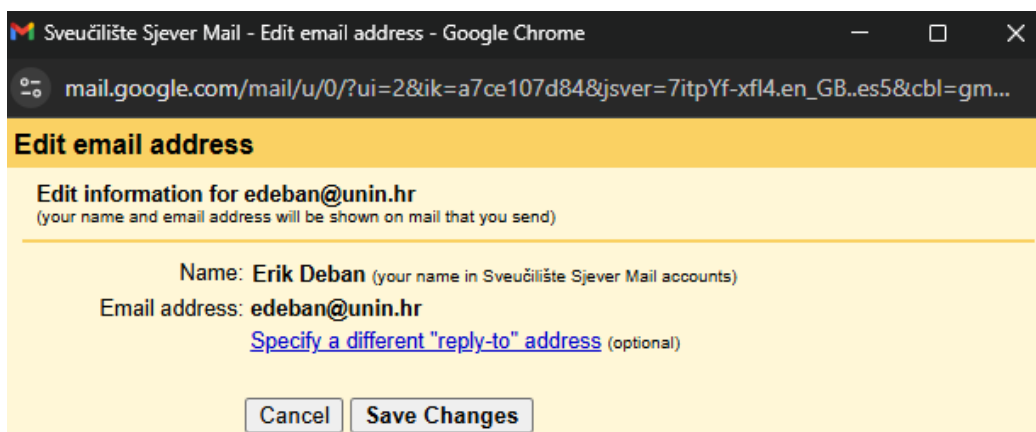 Sveučilište Sjever Mail - Edit email address - Google Chrome
mail.google.com/mail/u/0/?ui=2&ik=a7ce107d84&jsver=7itpYf-xfl4.en_GB..es5&cbl=gm...
Edit email address
Edit information for edeban@unin.hr
(your name and email address will be shown on mail that you send)
Name: Erik Deban (your name in Sveučilište Sjever Mail accounts)
Email address: edeban@unin.hr
Specify a different "reply-to" address (optional)
Cancel Save Changes